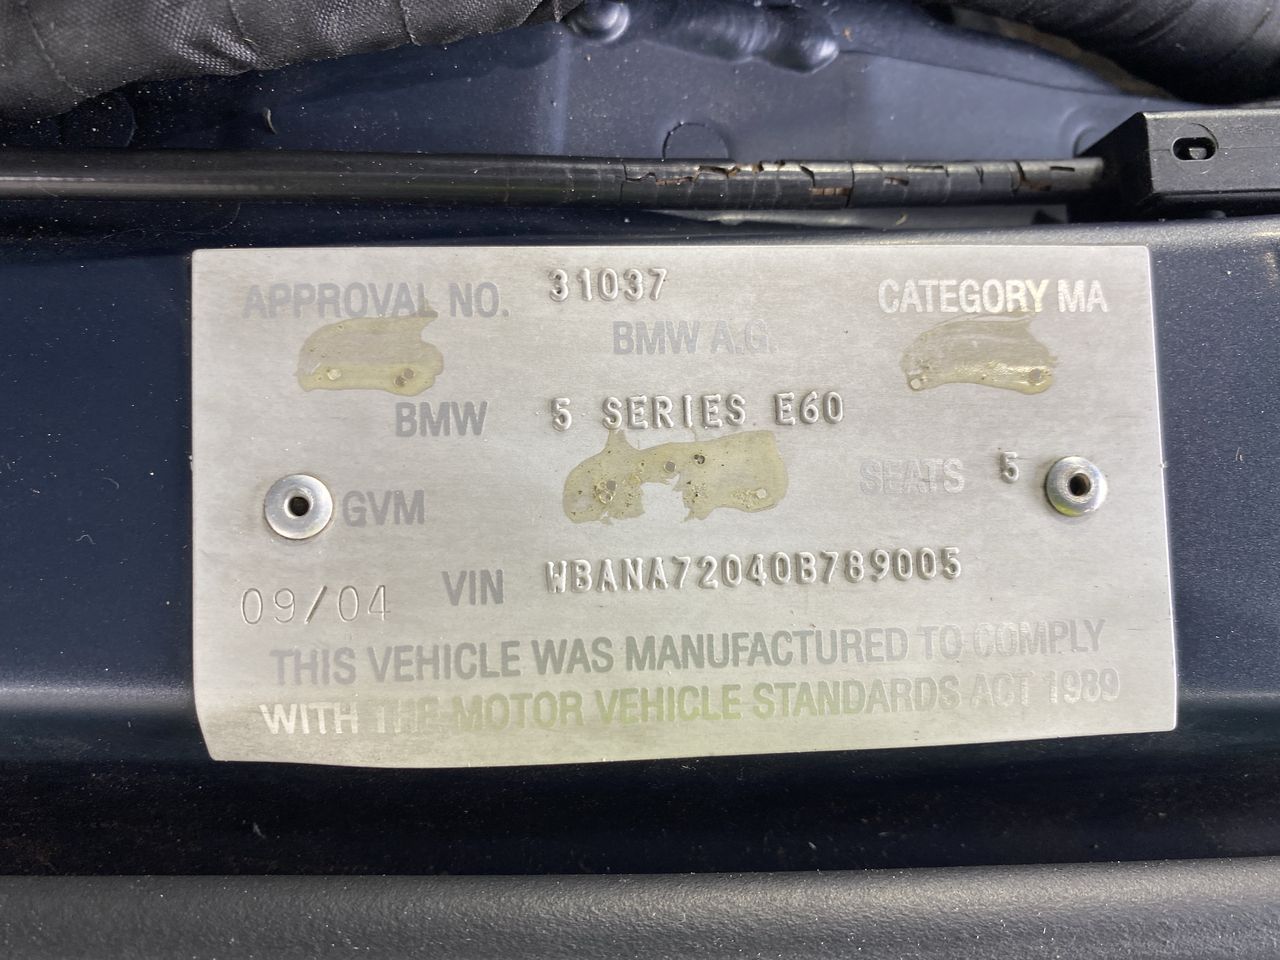 APPROVAL NO. 31037 CATEGORY MA
BMW A.G.
BMW 5 SERIES E60
SEATS 5
GVM
09/04 VIN WBANA72040B789005
THIS VEHICLE WAS MANUFACTURED TO COMPLY
WITH THE MOTOR VEHICLE STANDARDS ACT 1989